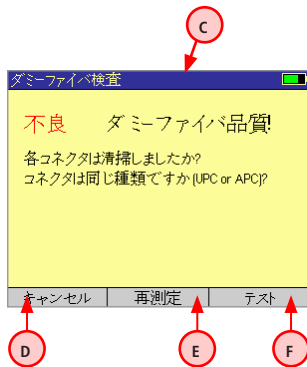 C
ダミーファイバ検査
不良 ダミーファイバ品質!
各コネクタは清掃しましたか?
コネクタは同じ種類ですか(UPC or APC)?
キャンセル 再測定 テスト
D E F